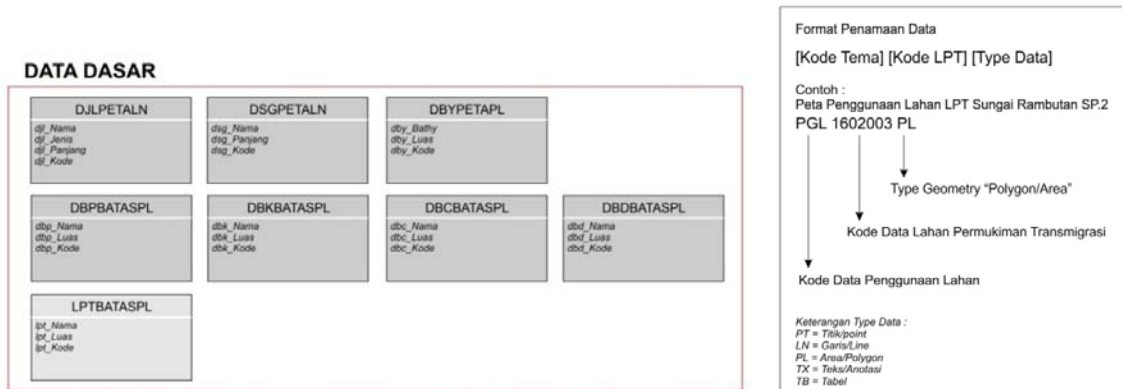 DATA DASAR
DJLPETALN
djl_Nama
djl_Jenis
djl_Panjang
djl_Kode
DSGPETALN
dsg_Nama
dsg_Panjang
dsg_Kode
DBYPETAPL
dby_Bathy
dby_Luas
dby_Kode
DBPBATASPL
dbp_Nama
dbp_Luas
dbp_Kode
DBKBATASPL
dbk_Nama
dbk_Luas
dbk_Kode
DBCBATASPL
dbc_Nama
dbc_Luas
dbc_Kode
DBDBATASPL
dbd_Nama
dbd_Luas
dbd_Kode
LPTBATASPL
lpt_Nama
lpt_Luas
lpt_Kode
Format Penamaan Data
[Kode Tema] [Kode LPT] [Type Data]
Contoh :
Peta Penggunaan Lahan LPT Sungai Rambutan SP.2
PGL 1602003 PL
Type Geometry “Polygon/Area”
Kode Data Lahan Permukiman Transmigrasi
Kode Data Penggunaan Lahan
Keterangan Type Data :
PT = Titik/point
LN = Garis/Line
PL = Area/Polygon
TX = Teks/Anotasi
TB = Tabel